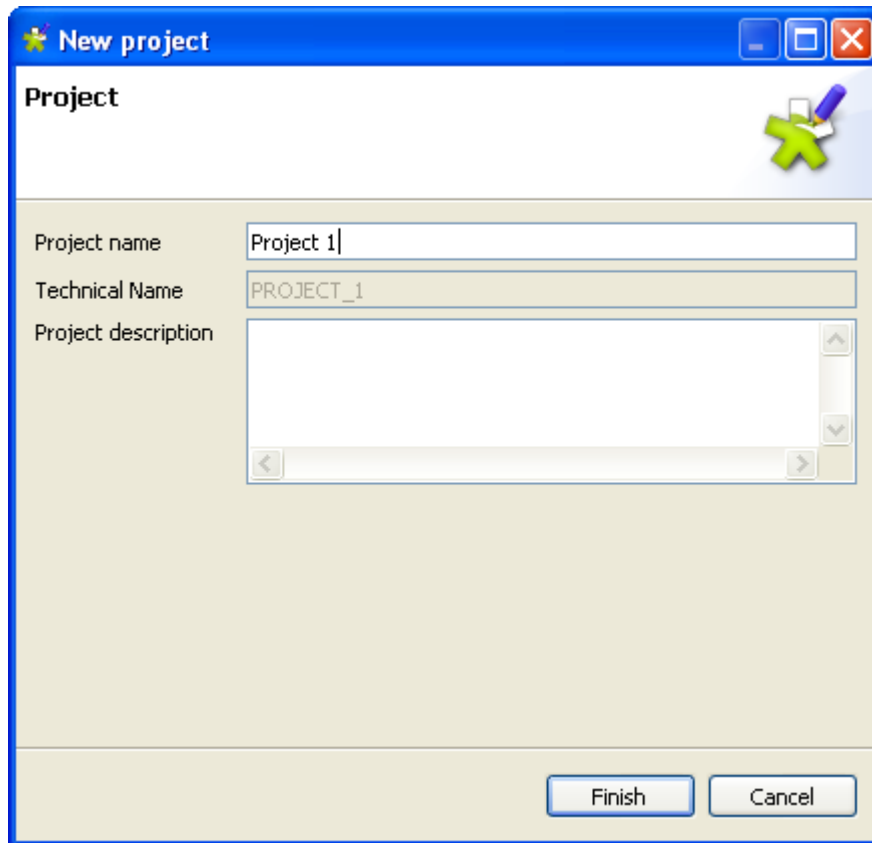 New project
Project
Project name Project 1
Technical Name PROJECT_1
Project description
Finish Cancel